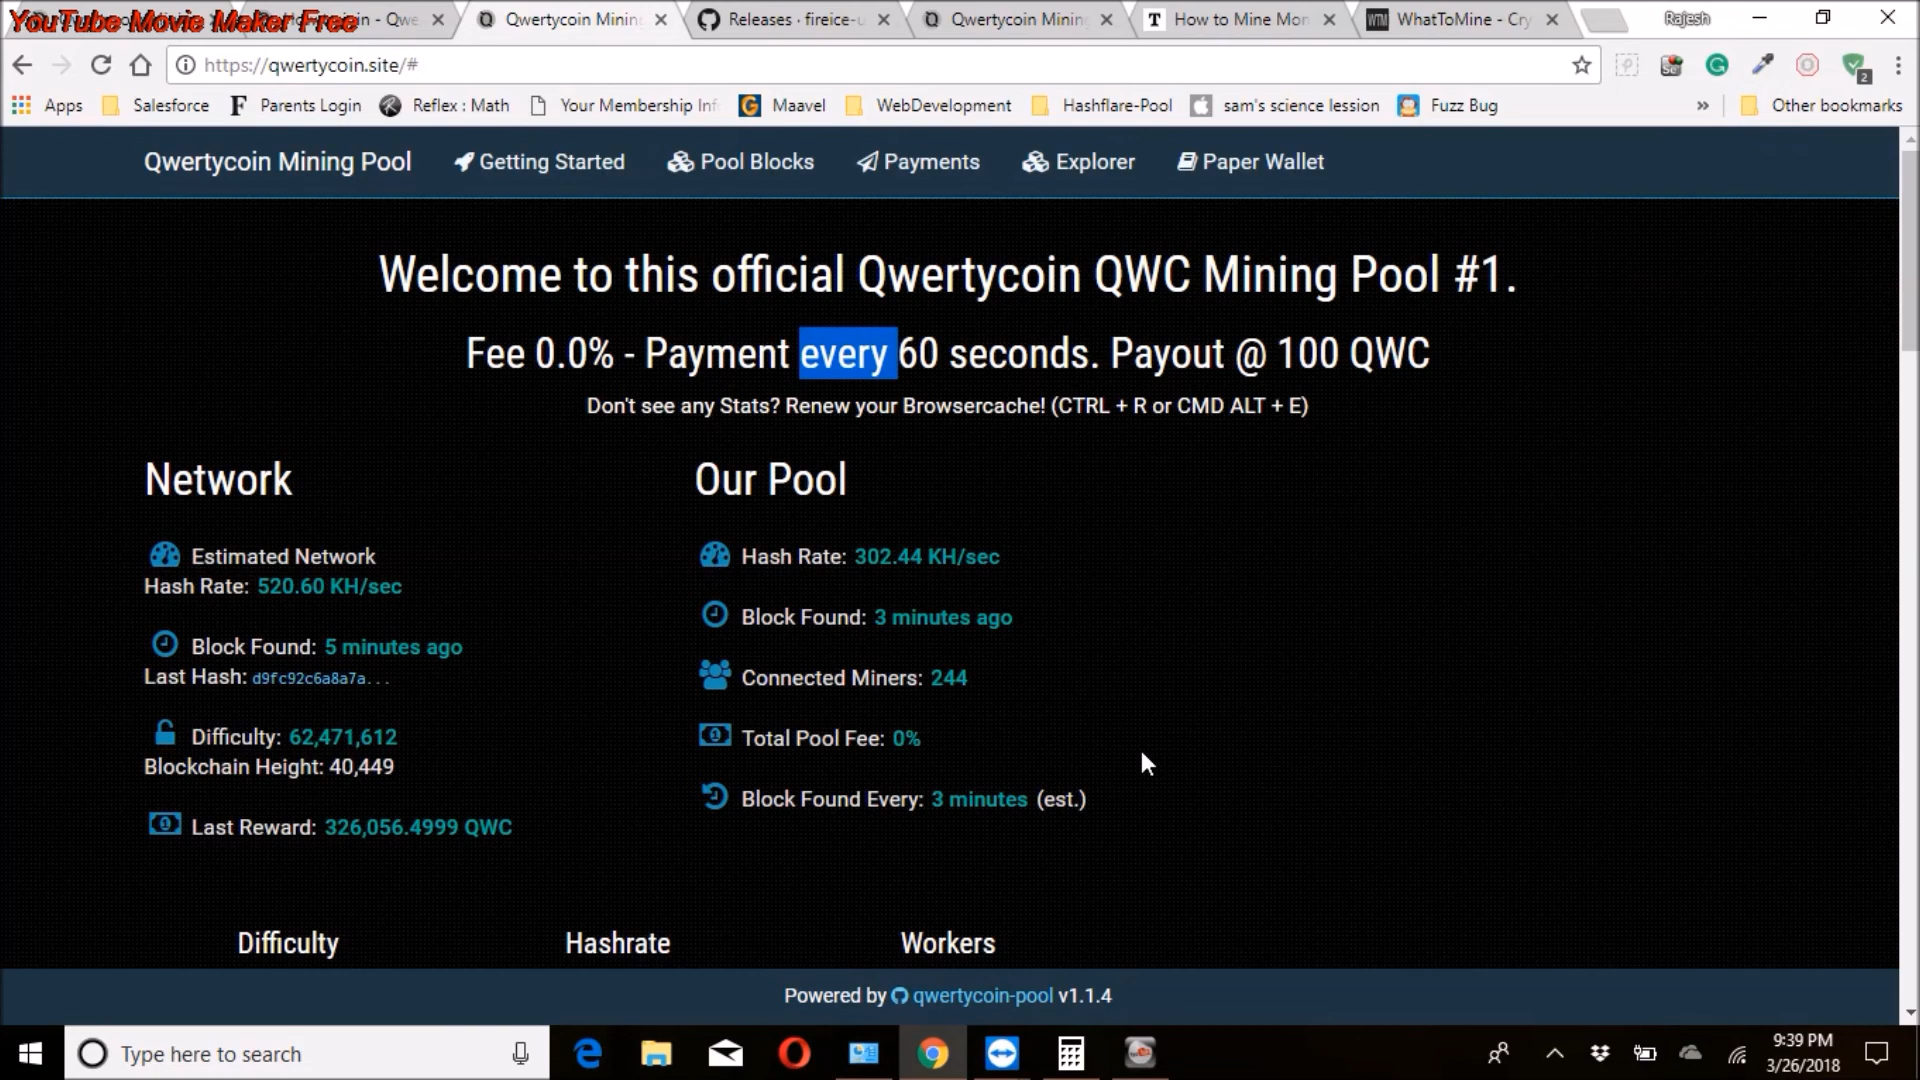 YouTube Movie Maker Free
- Qwe
Qwertycoin Mining
Releases · fireice-u
Qwertycoin Mining
How to Mine Mon
WhatToMine - Cry
Rajesh
https://qwertycoin.site/#
2
Apps
Salesforce
Parents Login
Reflex : Math
Your Membership Inf
Maavel
WebDevelopment
Hashflare-Pool
sam's science lession
Fuzz Bug
»
Other bookmarks
Qwertycoin Mining Pool
Getting Started
Pool Blocks
Payments
Explorer
Paper Wallet
Welcome to this official Qwertycoin QWC Mining Pool #1.
Fee 0.0% - Payment every 60 seconds. Payout @ 100 QWC
Don't see any Stats? Renew your Browsercache! (CTRL + R or CMD ALT + E)
Network
Estimated Network
Hash Rate: 520.60 KH/sec
Block Found: 5 minutes ago
Last Hash: d9fc92c6a8a7a...
Difficulty: 62,471,612
Blockchain Height: 40,449
Last Reward: 326,056.4999 QWC
Our Pool
Hash Rate: 302.44 KH/sec
Block Found: 3 minutes ago
Connected Miners: 244
Total Pool Fee: 0%
Block Found Every: 3 minutes (est.)
Difficulty
Hashrate
Workers
Powered by qwertycoin-pool v1.1.4
Type here to search
9:39 PM
3/26/2018